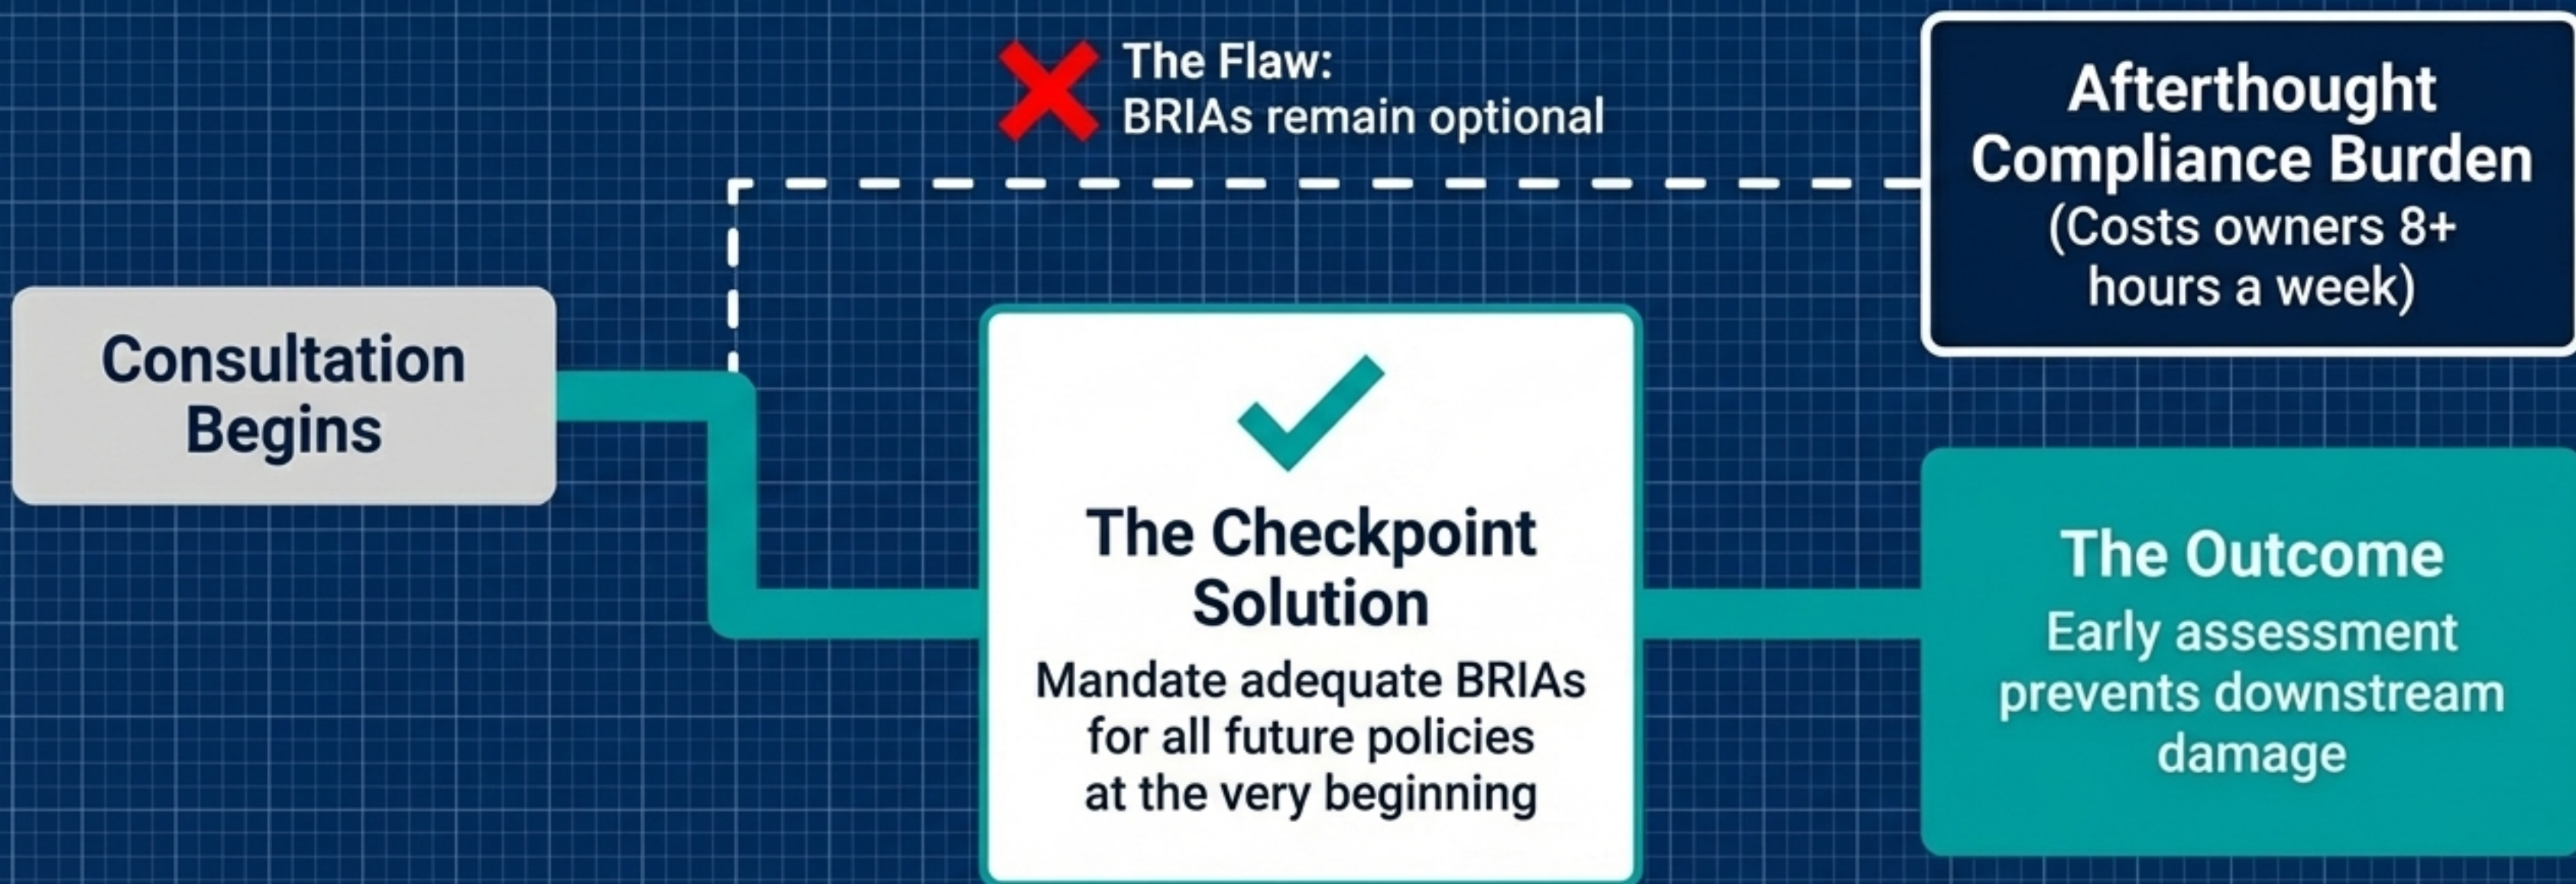 The Flaw:
BRIAs remain optional
Afterthought
Compliance Burden
(Costs owners 8+
hours a week)
Consultation
Begins
The Checkpoint
Solution
Mandate adequate BRIAs
for all future policies
at the very beginning
The Outcome
Early assessment
prevents downstream
damage